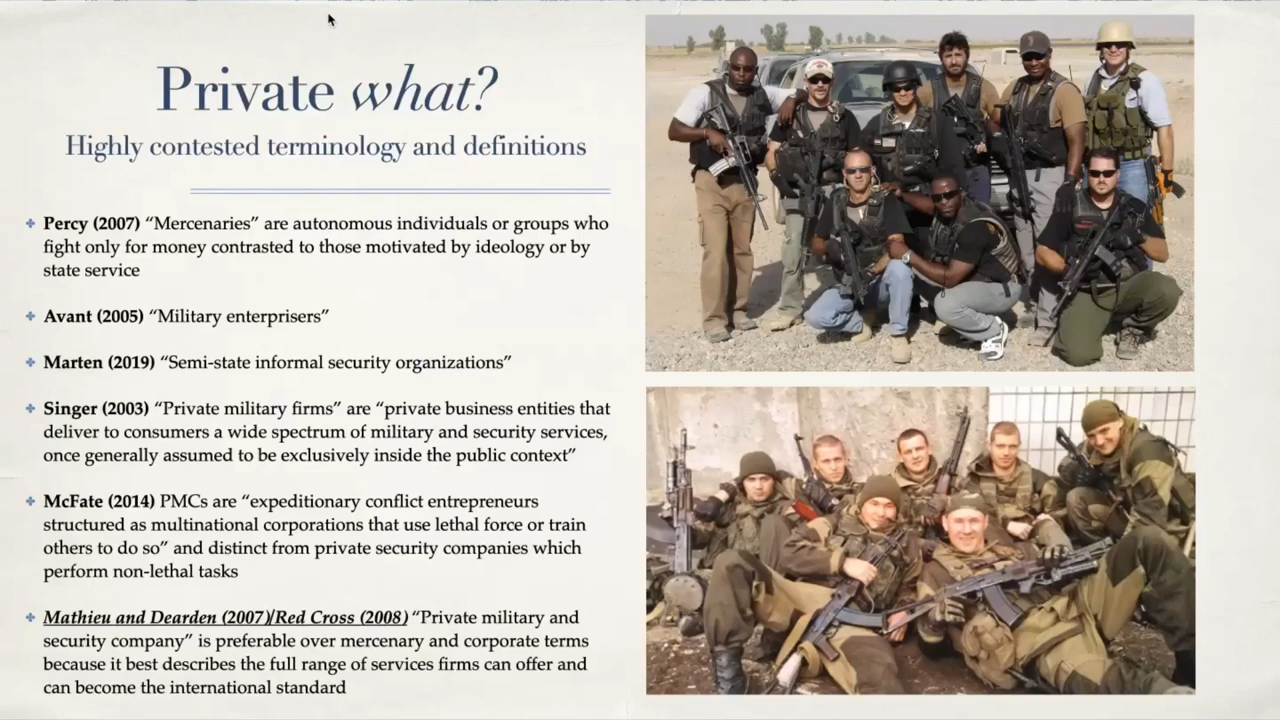 Private what?
Highly contested terminology and definitions
Percy (2007) “Mercenaries” are autonomous individuals or groups who
fight only for money contrasted to those motivated by ideology or by
state service
Avant (2005) “Military enterprisers”
Marten (2019) “Semi-state informal security organizations”
Singer (2003) “Private military firms” are “private business entities that
deliver to consumers a wide spectrum of military and security services,
once generally assumed to be exclusively inside the public context”
McFate (2014) PMCs are “expeditionary conflict entrepreneurs
structured as multinational corporations that use lethal force or train
others to do so” and distinct from private security companies which
perform non-lethal tasks
Mathieu and Dearden (2007)/Red Cross (2008) “Private military and
security company” is preferable over mercenary and corporate terms
because it best describes the full range of services firms can offer and
can become the international standard